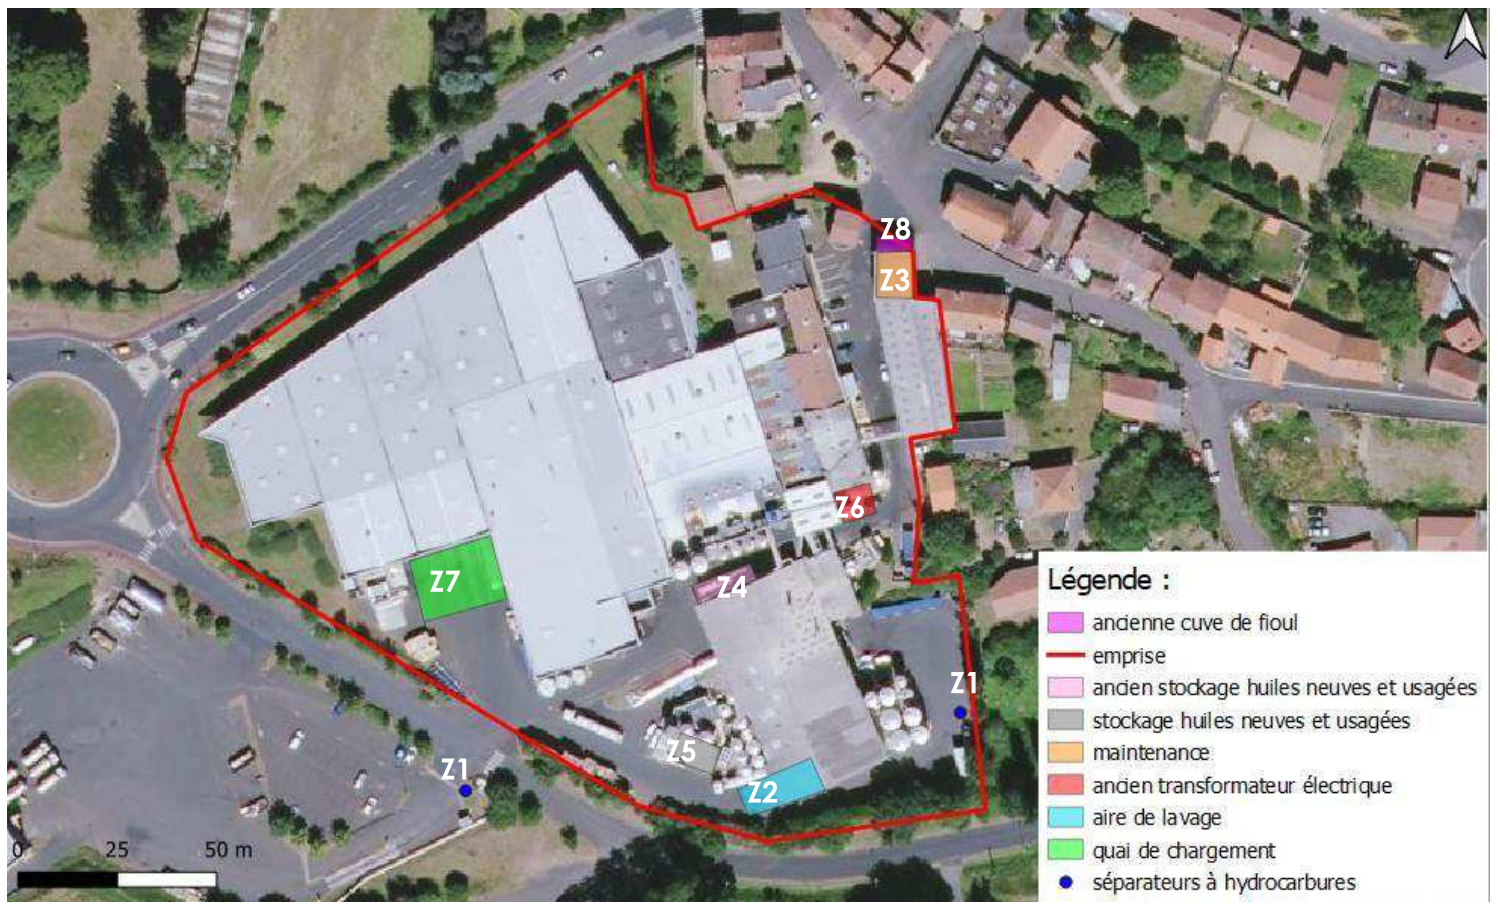 Z8
Z3
Z6
Z7
Z4
Z1
Z5
Z1
Z2
0 25 50 m
Légende :
ancienne cuve de fioul
emprise
ancien stockage huiles neuves et usagées
stockage huiles neuves et usagées
maintenance
ancien transformateur électrique
aire de lavage
quai de chargement
séparateurs à hydrocarbures